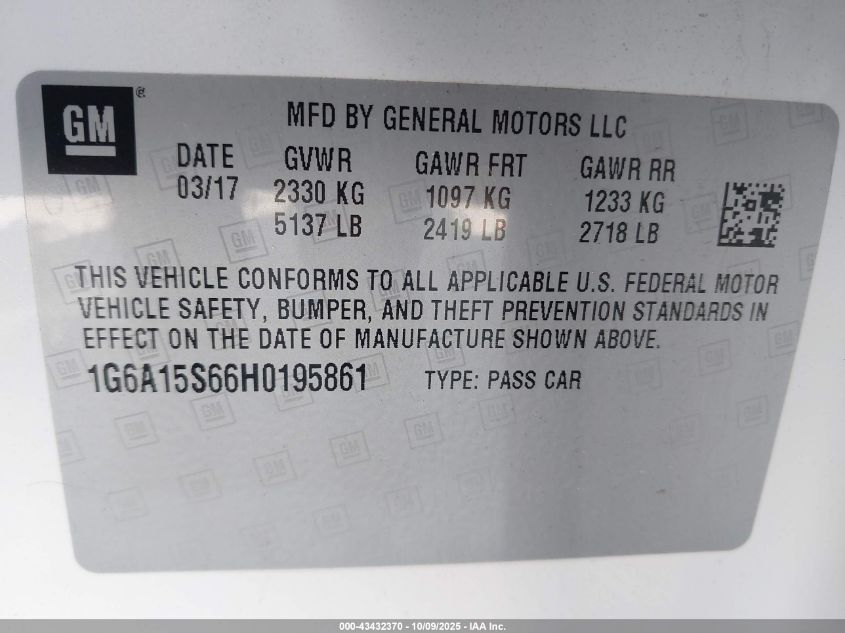 GM®
MFD BY GENERAL MOTORS LLC
DATE GVWR GAWR FRT GAWR RR
03/17 2330 KG 1097 KG 1233 KG
5137 LB 2419 LB 2718 LB
THIS VEHICLE CONFORMS TO ALL APPLICABLE U.S. FEDERAL MOTOR
VEHICLE SAFETY, BUMPER, AND THEFT PREVENTION STANDARDS IN
EFFECT ON THE DATE OF MANUFACTURE SHOWN ABOVE.
1G6A15S66H0195861 TYPE: PASS CAR
000-43432370 - 10/09/2025 - IAA Inc.